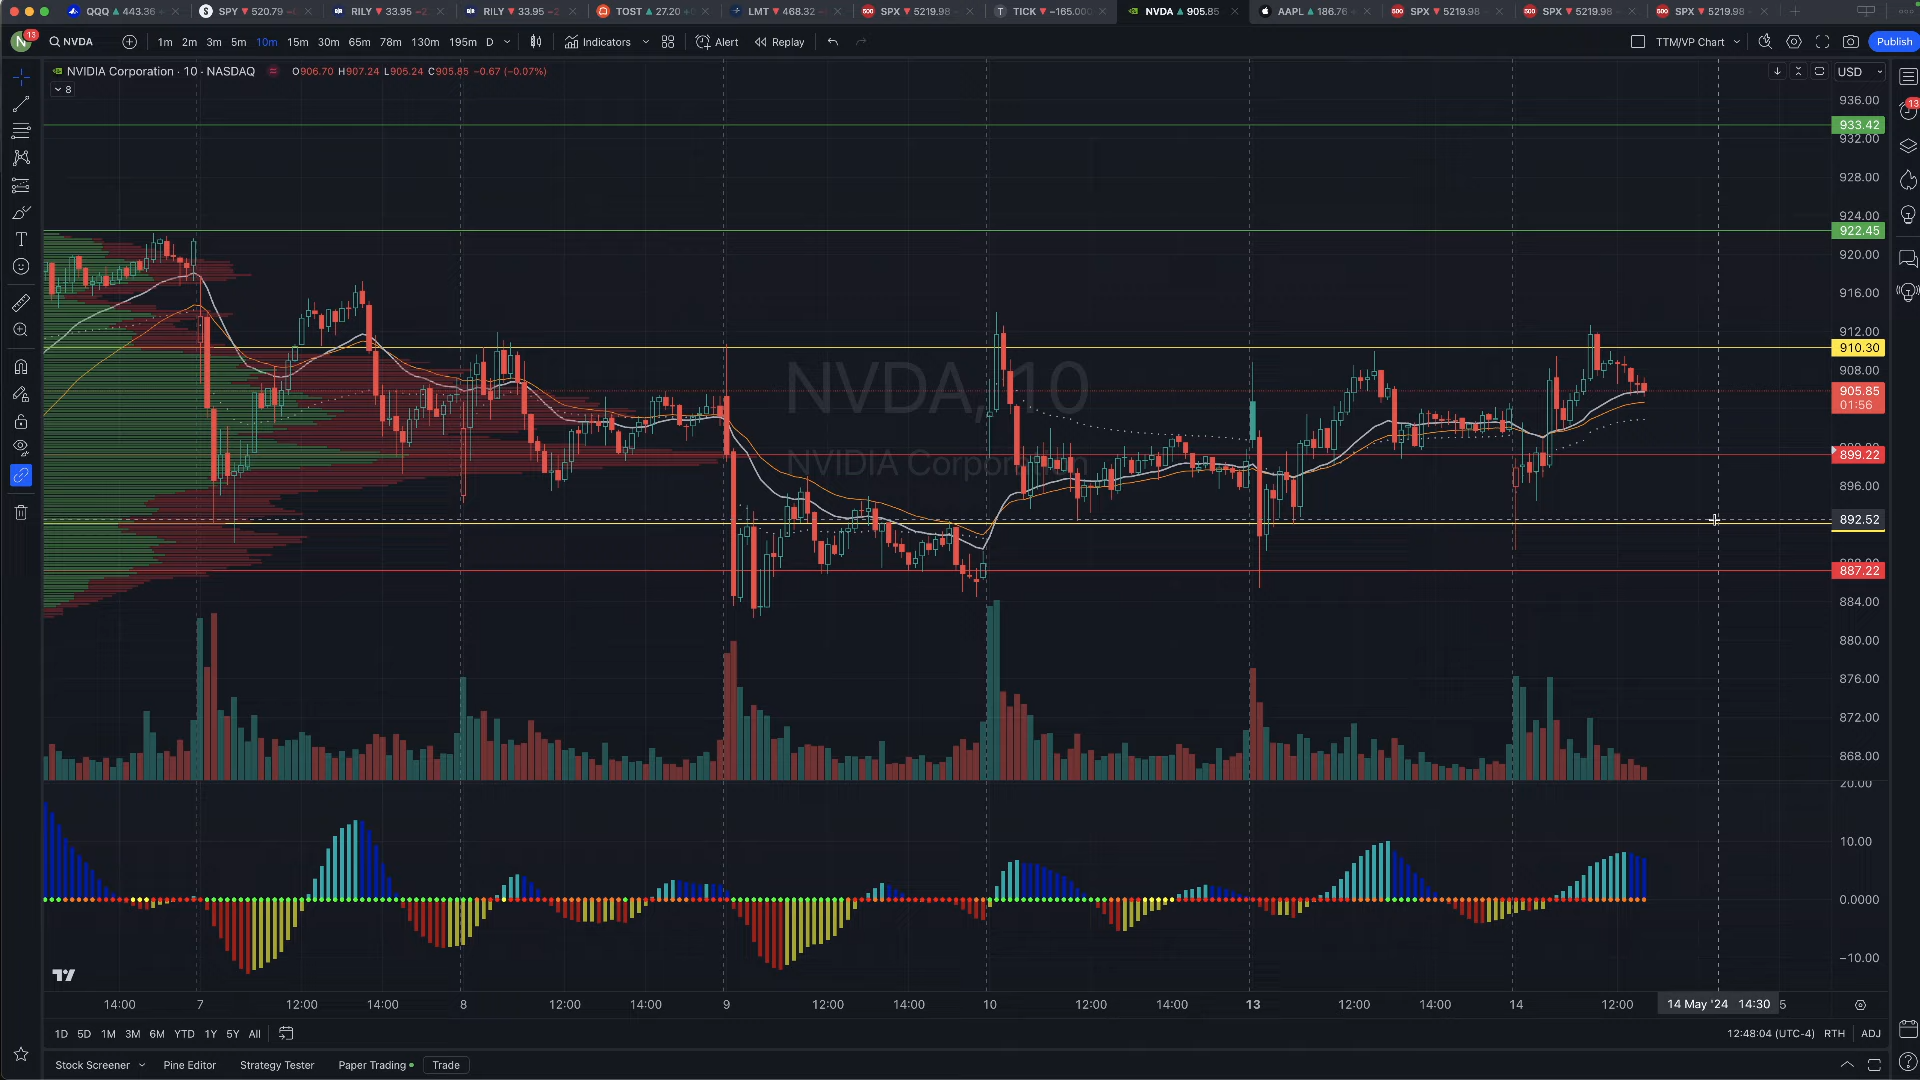 QQQ ▲ 443.36
SPY ▼ 520.79
RILY ▼ 33.95 −2
RILY ▼ 33.95 −2
TOST ▲ 27.20
LMT ▼ 468.32
SPX ▼ 5219.98
TICK ▼ −165.00
NVDA ▲ 905.85
AAPL ▲ 186.76
SPX ▼ 5219.98
SPX ▼ 5219.98
SPX ▼ 5219.98
N 13 NVDA 1m 2m 3m 5m 10m 15m 30m 65m 78m 130m 195m D Indicators Alert Replay TTM/VP Chart Publish
NVIDIA Corporation · 10 · NASDAQ O906.70 H907.24 L905.24 C905.85 −0.67 (−0.07%) USD
8
13
936.00
933.42
932.00
928.00
924.00
922.45
920.00
916.00
912.00
910.30
908.00
905.85
01:56
899.22
896.00
892.52
887.22
884.00
880.00
876.00
872.00
868.00
20.00
10.00
0.0000
−10.00
NVDA, 10
NVIDIA Corporation
14:00 7 12:00 14:00 8 12:00 14:00 9 12:00 14:00 10 12:00 14:00 13 12:00 14:00 14 12:00 14 May '24 14:30 5
1D 5D 1M 3M 6M YTD 1Y 5Y All 12:48:04 (UTC-4) RTH ADJ
Stock Screener Pine Editor Strategy Tester Paper Trading Trade